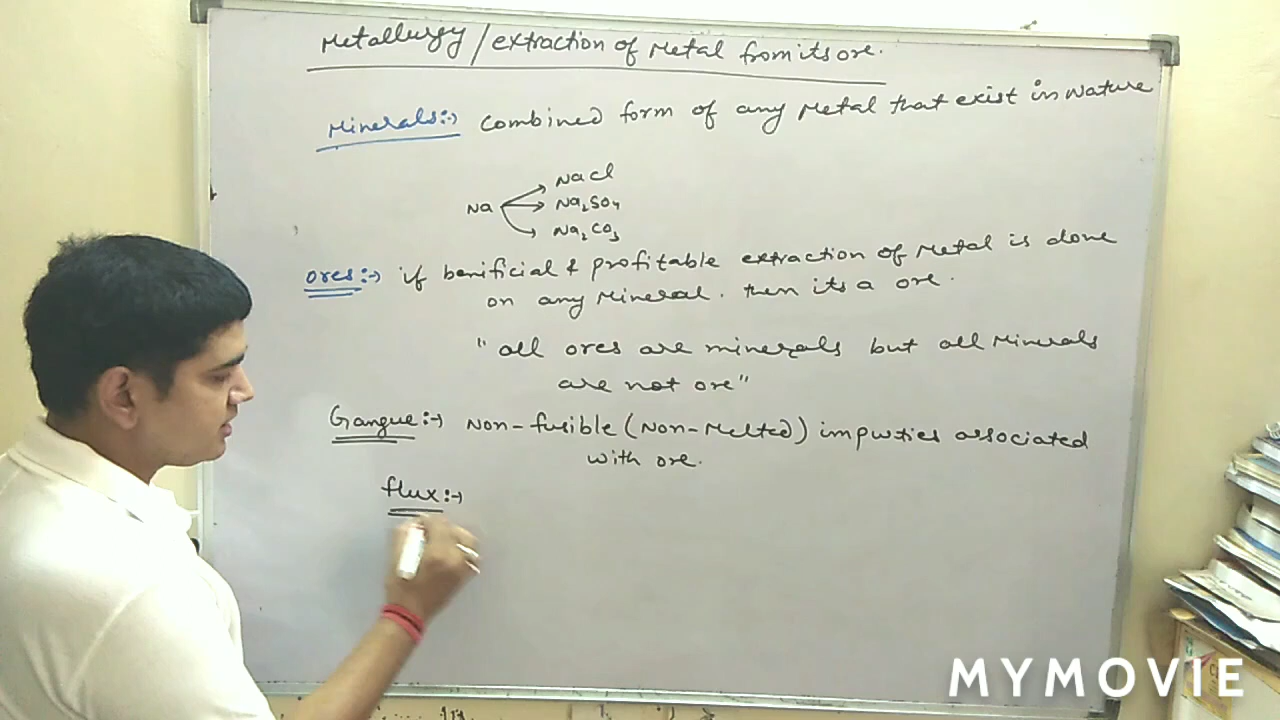 Metallurgy / extraction of Metal from its ore.
Minerals:→ combined form of any Metal that exist in Nature
NaCl
Na Na₂SO₄
Na₂CO₃
Ores:→ if benificial & profitable extraction of Metal is done
on any Mineral. then its a ore.
"all ores are minerals but all Minerals
are not ore"
Gangue:→ Non-fusible (Non-Melted) impurties associated
with ore.
flux:→
MYMOVIE